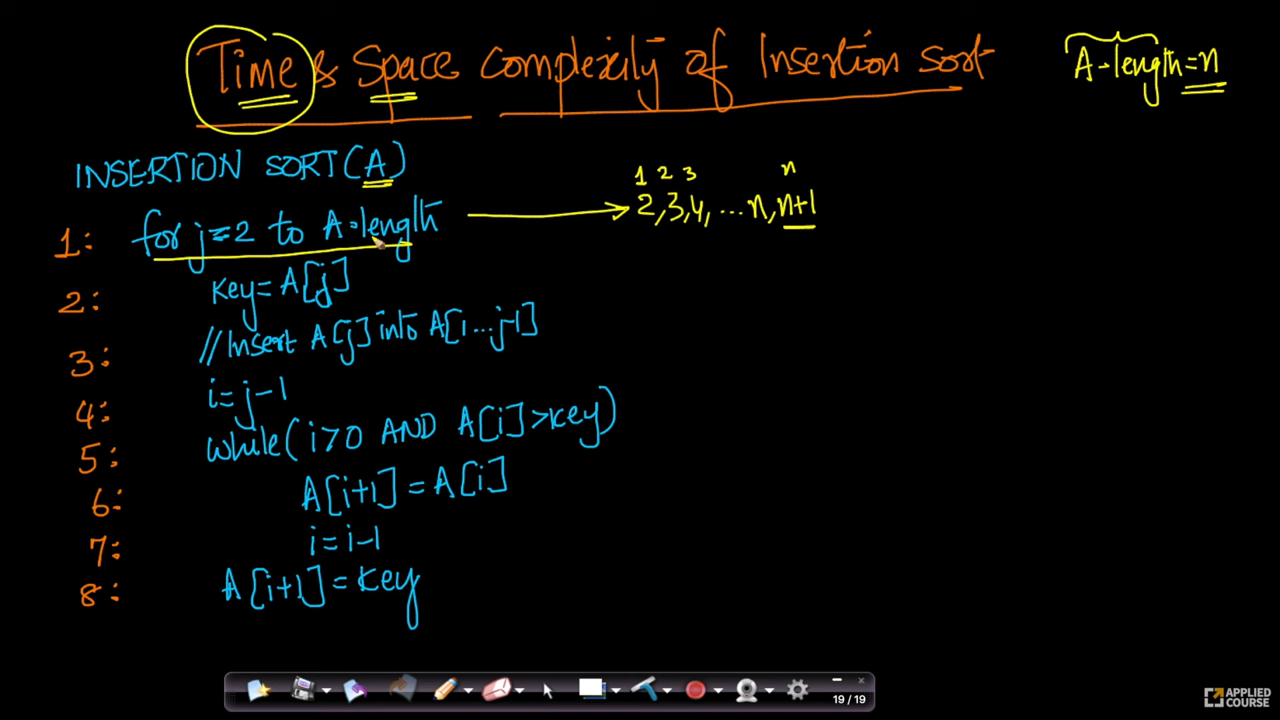 Time & Space complexity of Insertion sort
A.length=n
INSERTION SORT(A)
1 2 3 n
1: for j=2 to A.length
2,3,4, ...n,n+1
2: Key=A[j]
3: //Insert A[j] into A[1...j-1]
4: i=j-1
5: while(i>0 AND A[i]>key)
6: A[i+1]=A[i]
7: i=i-1
8: A[i+1]=key
19 / 19
APPLIED
COURSE